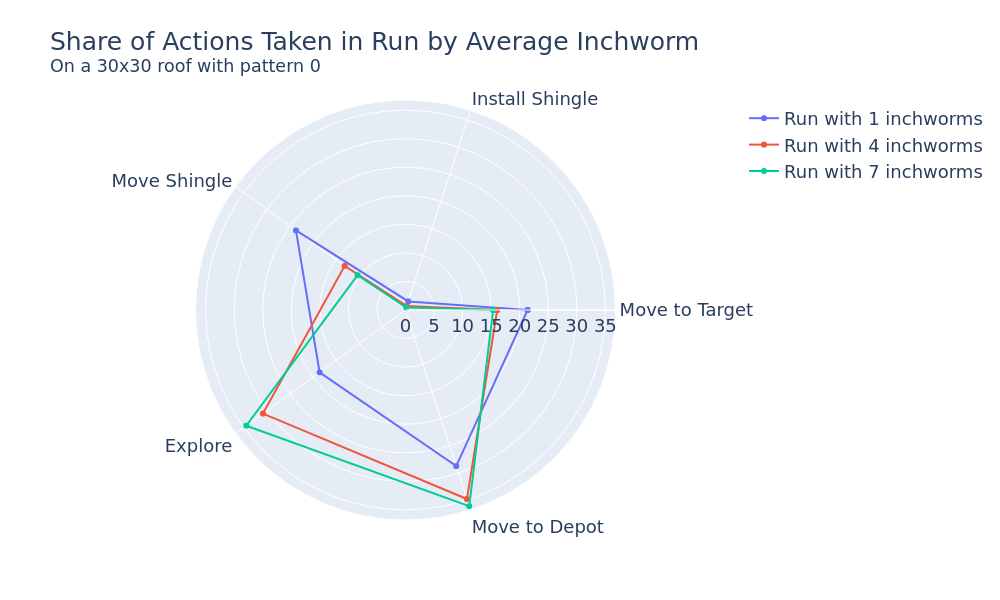 Share of Actions Taken in Run by Average Inchworm
On a 30x30 roof with pattern 0
Install Shingle
Run with 1 inchworms
Run with 4 inchworms
Run with 7 inchworms
Move Shingle
Move to Target
0 5 10 15 20 25 30 35
Explore
Move to Depot